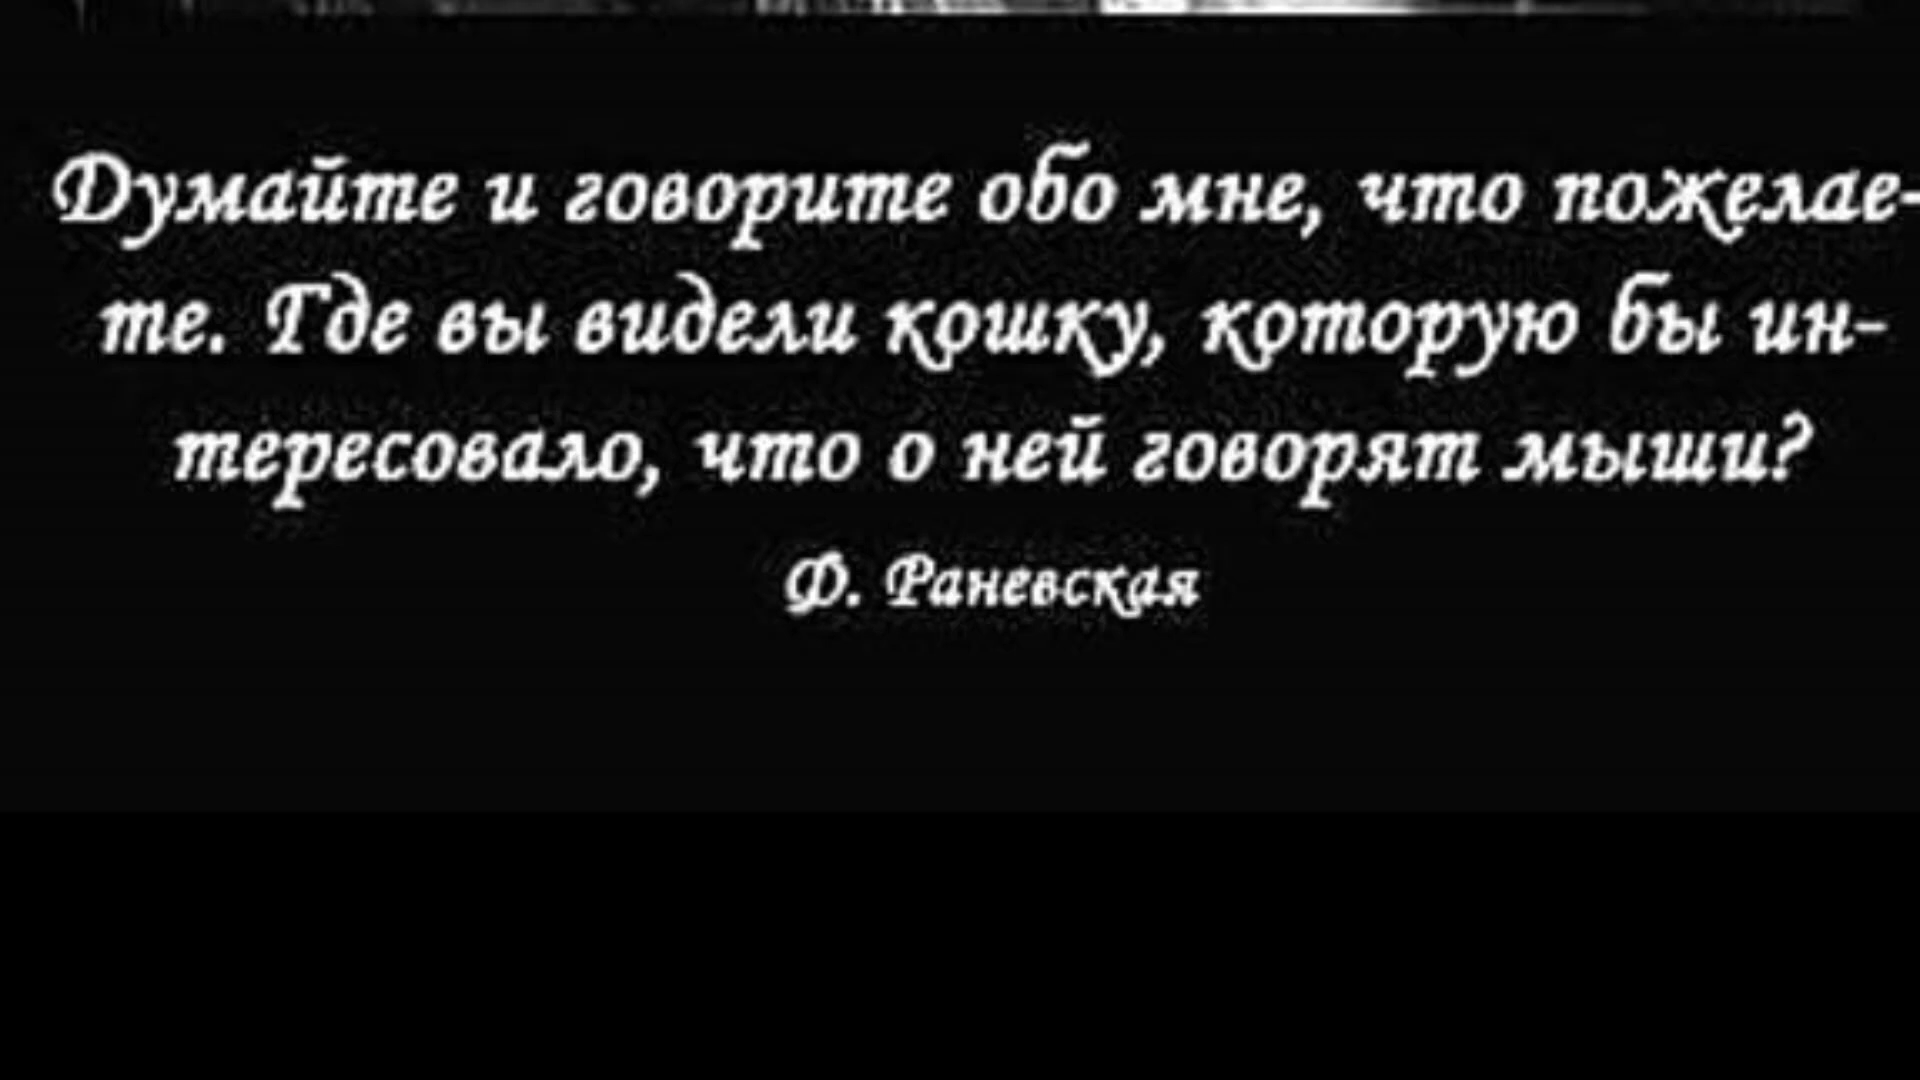 Думайте и говорите обо мне, что пожелае-
те. Где вы видели кошку, которую бы ин-
тересовало, что о ней говорят мыши?
Ф. Раневская